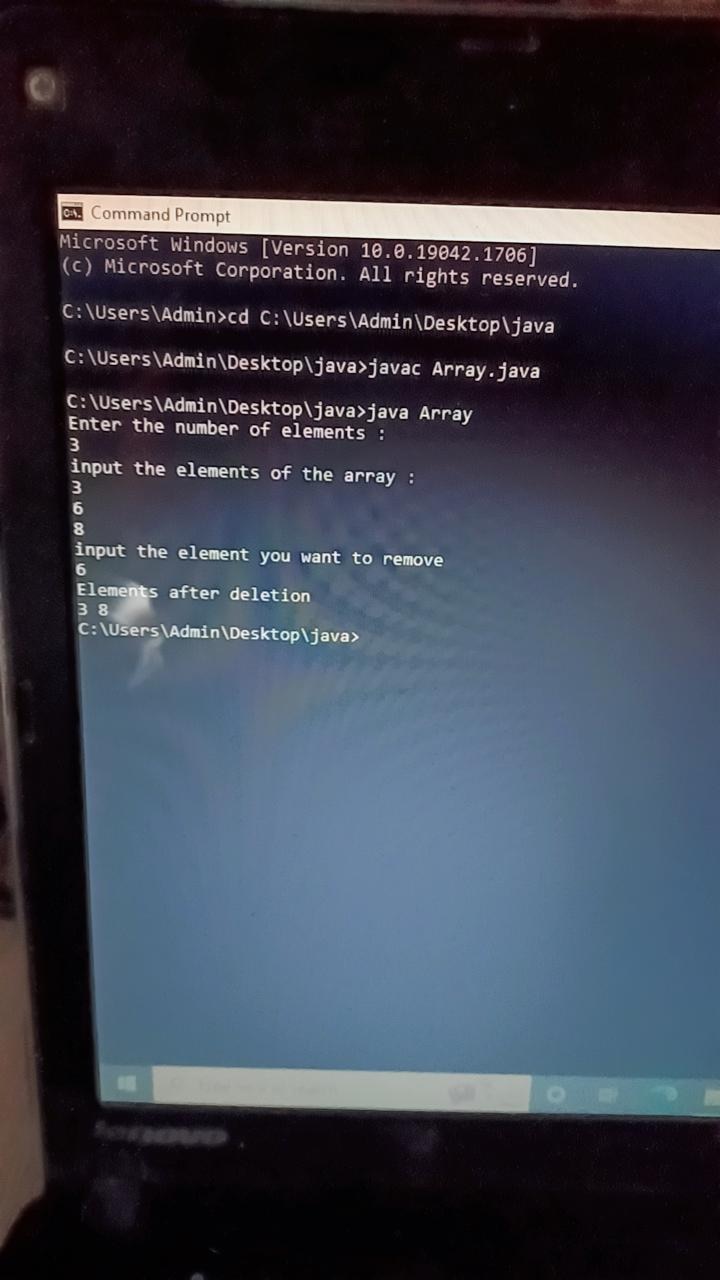 Command Prompt
Microsoft Windows [Version 10.0.19042.1706]
(c) Microsoft Corporation. All rights reserved.
C:\Users\Admin>cd C:\Users\Admin\Desktop\java
C:\Users\Admin\Desktop\java>javac Array.java
C:\Users\Admin\Desktop\java>java Array
Enter the number of elements :
3
input the elements of the array :
3
6
8
input the element you want to remove
6
Elements after deletion
3 8
C:\Users\Admin\Desktop\java>
lenovo